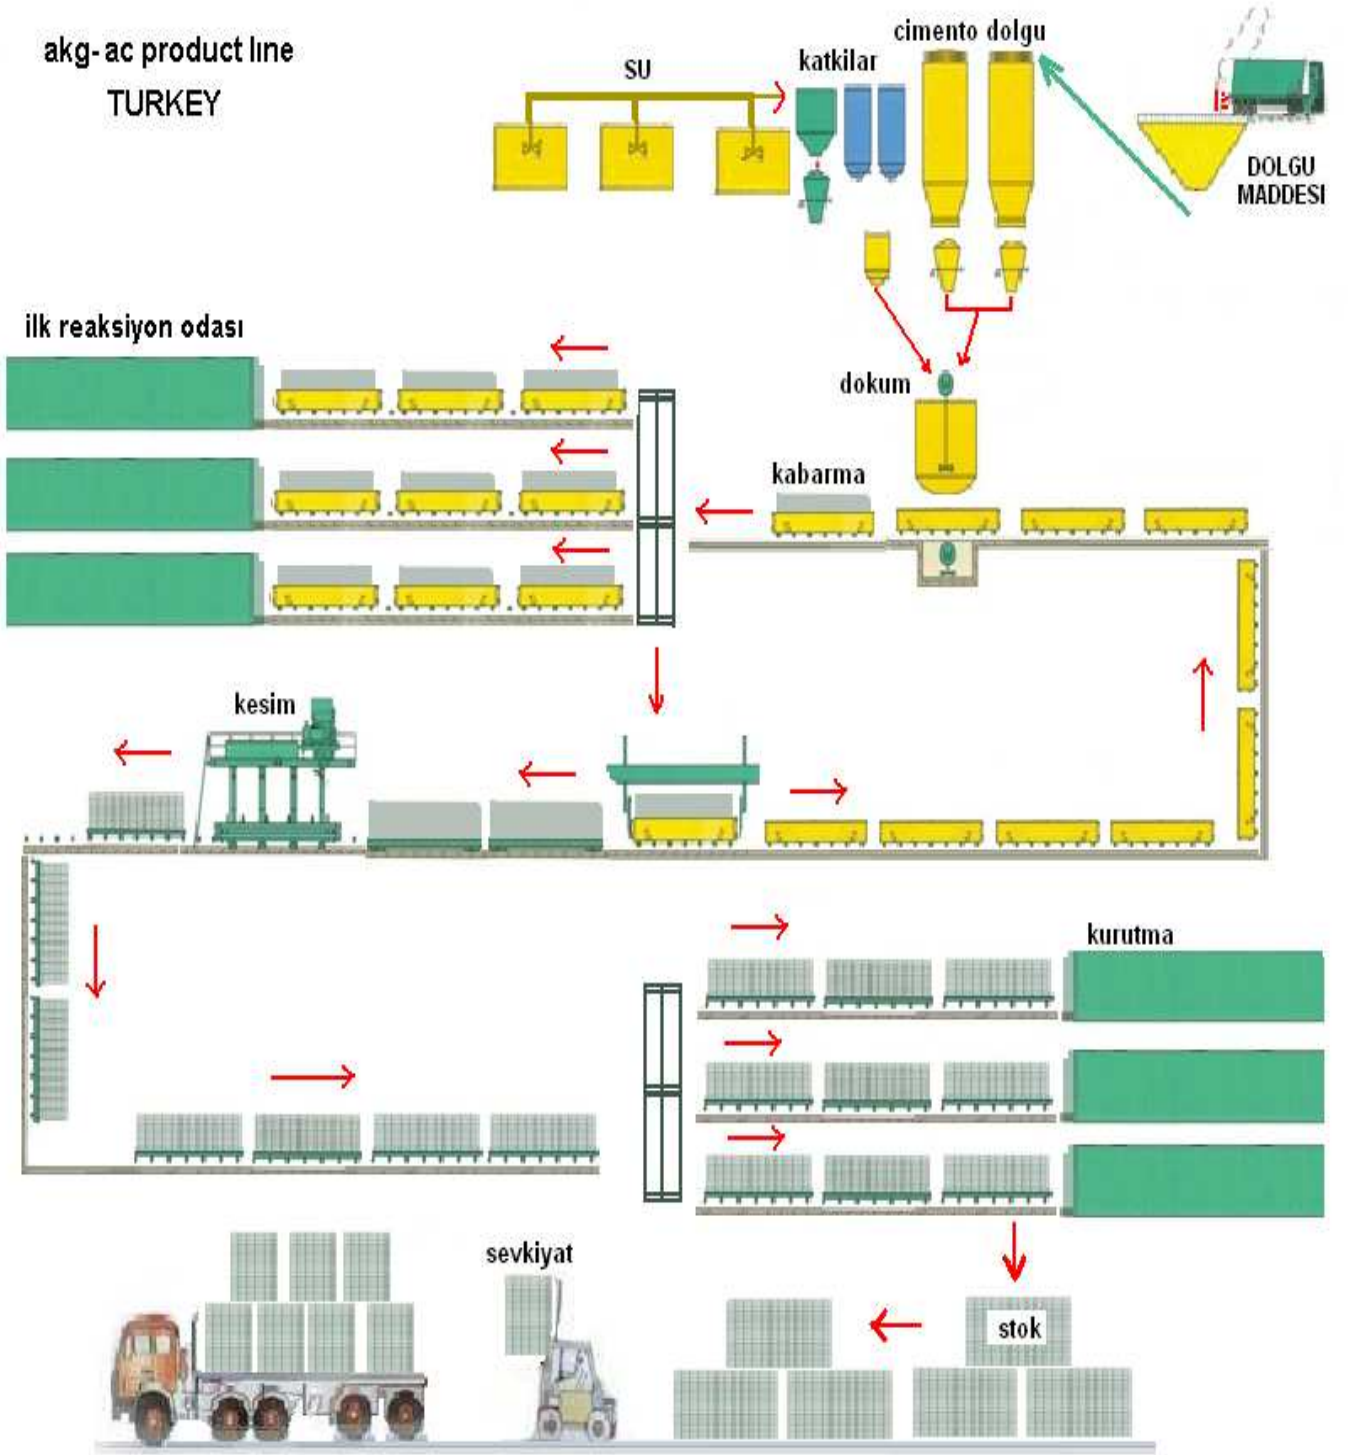 akg- ac product lıne
TURKEY
SU
katkilar
cimento dolgu
DOLGU
MADDESI
ilk reaksiyon odası
dokum
kabarma
kesim
kurutma
sevkiyat
stok